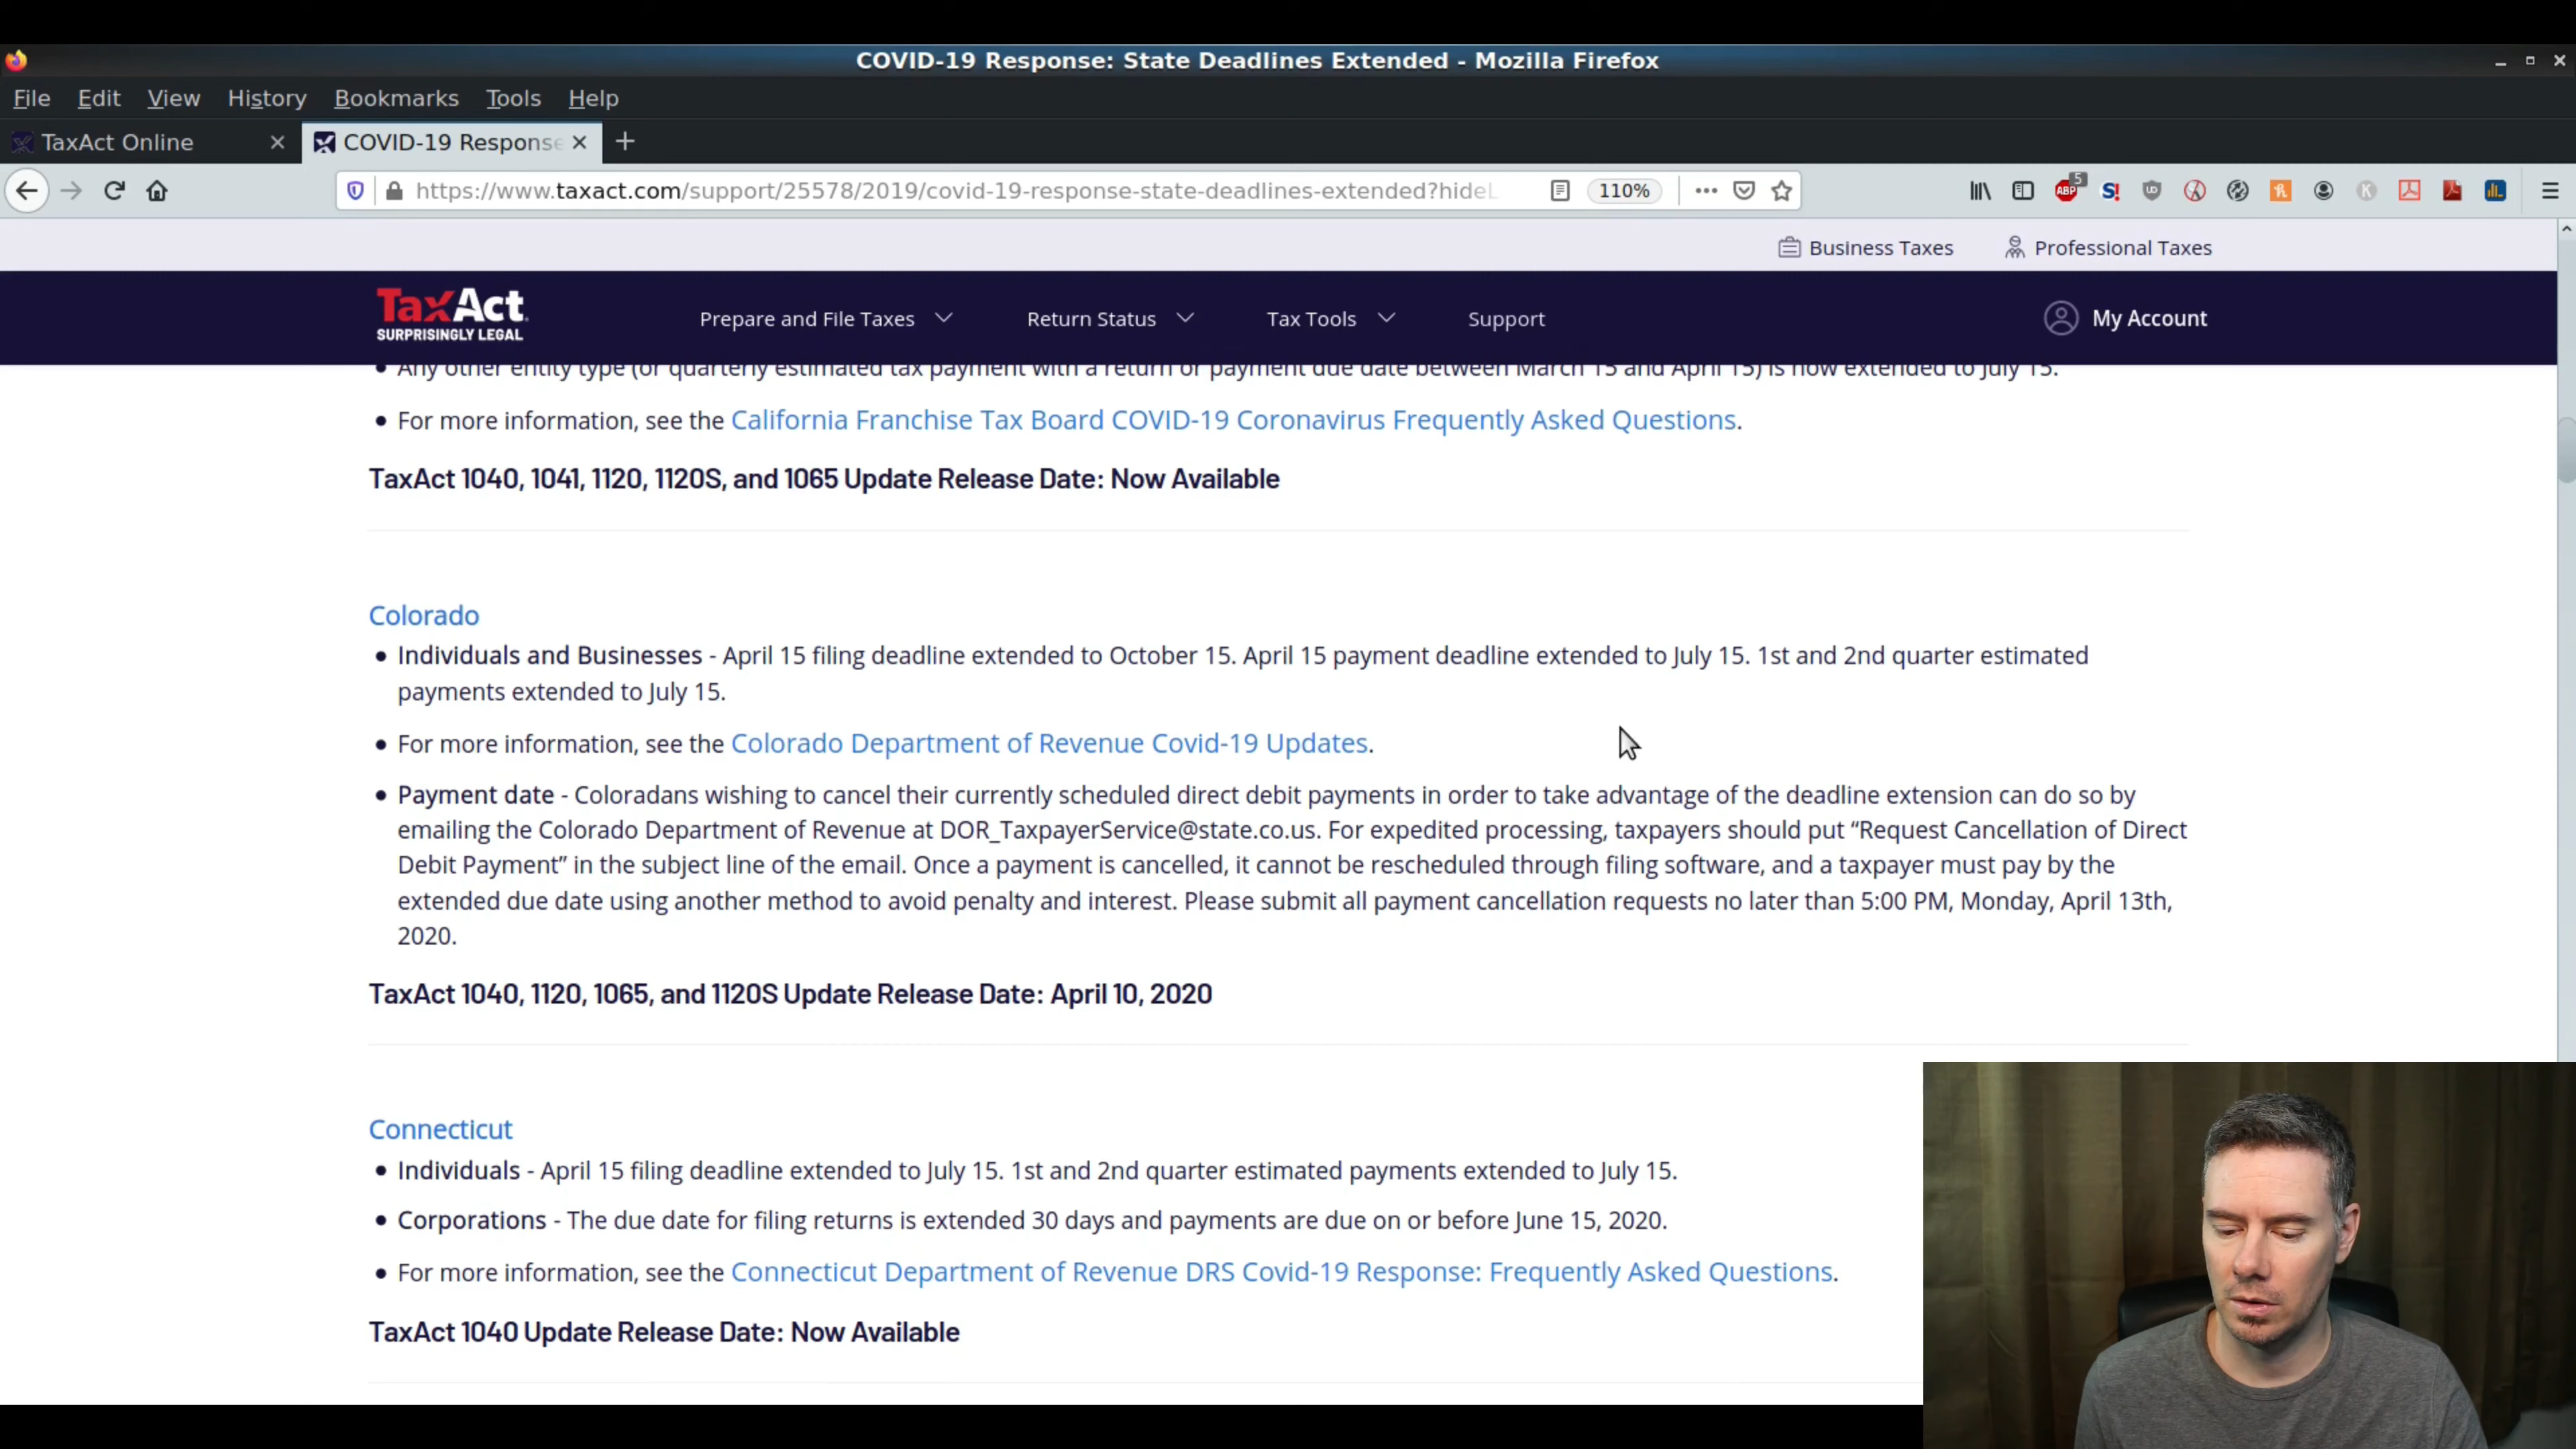 COVID-19 Response: State Deadlines Extended - Mozilla Firefox
File Edit View History Bookmarks Tools Help
TaxAct Online
COVID-19 Response
https://www.taxact.com/support/25578/2019/covid-19-response-state-deadlines-extended?hideL
110%
ABP
5
S!
Business Taxes
Professional Taxes
TaxAct
SURPRISINGLY LEGAL
Prepare and File Taxes
Return Status
Tax Tools
Support
My Account
Any other entity type (or quarterly estimated tax payment with a return or payment due date between March 15 and April 15) is now extended to July 15.
For more information, see the California Franchise Tax Board COVID-19 Coronavirus Frequently Asked Questions.
TaxAct 1040, 1041, 1120, 1120S, and 1065 Update Release Date: Now Available
Colorado
Individuals and Businesses - April 15 filing deadline extended to October 15. April 15 payment deadline extended to July 15. 1st and 2nd quarter estimated
payments extended to July 15.
For more information, see the Colorado Department of Revenue Covid-19 Updates.
Payment date - Coloradans wishing to cancel their currently scheduled direct debit payments in order to take advantage of the deadline extension can do so by
emailing the Colorado Department of Revenue at DOR_TaxpayerService@state.co.us. For expedited processing, taxpayers should put “Request Cancellation of Direct
Debit Payment” in the subject line of the email. Once a payment is cancelled, it cannot be rescheduled through filing software, and a taxpayer must pay by the
extended due date using another method to avoid penalty and interest. Please submit all payment cancellation requests no later than 5:00 PM, Monday, April 13th,
2020.
TaxAct 1040, 1120, 1065, and 1120S Update Release Date: April 10, 2020
Connecticut
Individuals - April 15 filing deadline extended to July 15. 1st and 2nd quarter estimated payments extended to July 15.
Corporations - The due date for filing returns is extended 30 days and payments are due on or before June 15, 2020.
For more information, see the Connecticut Department of Revenue DRS Covid-19 Response: Frequently Asked Questions.
TaxAct 1040 Update Release Date: Now Available